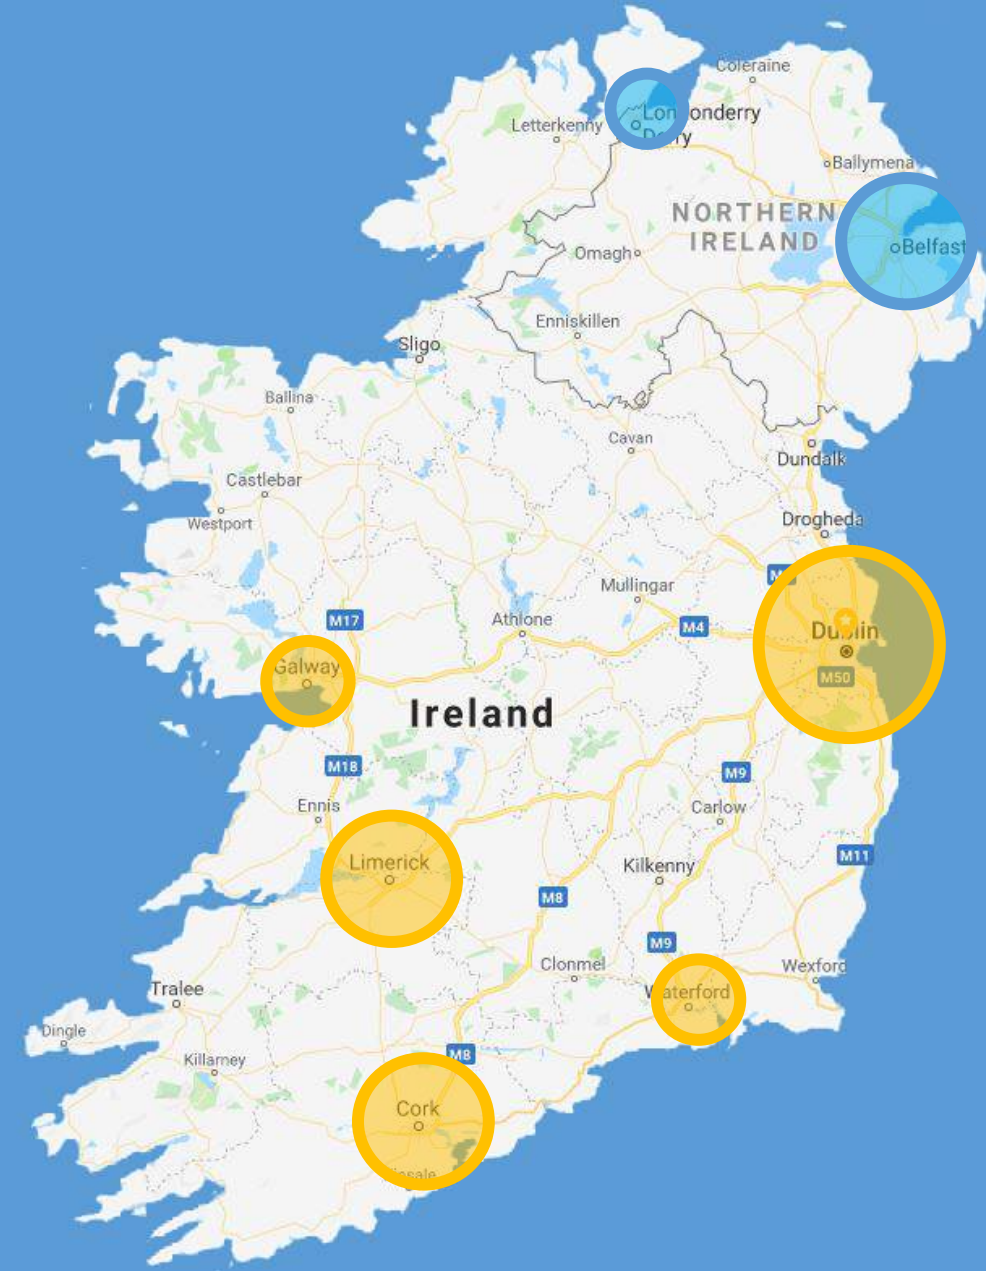 Coleraine
Londonderry
Derry
Letterkenny
Ballymena
NORTHERN
IRELAND
Belfast
Omagh
Enniskillen
Sligo
Ballina
Cavan
Dundalk
Castlebar
Westport
Drogheda
Mullingar
M17
Athlone
M4
Dublin
M50
Galway
Ireland
M18
M9
Ennis
Carlow
Limerick
Kilkenny
M11
M8
M9
Clonmel
Wexford
Tralee
Waterford
Dingle
Killarney
M8
Cork